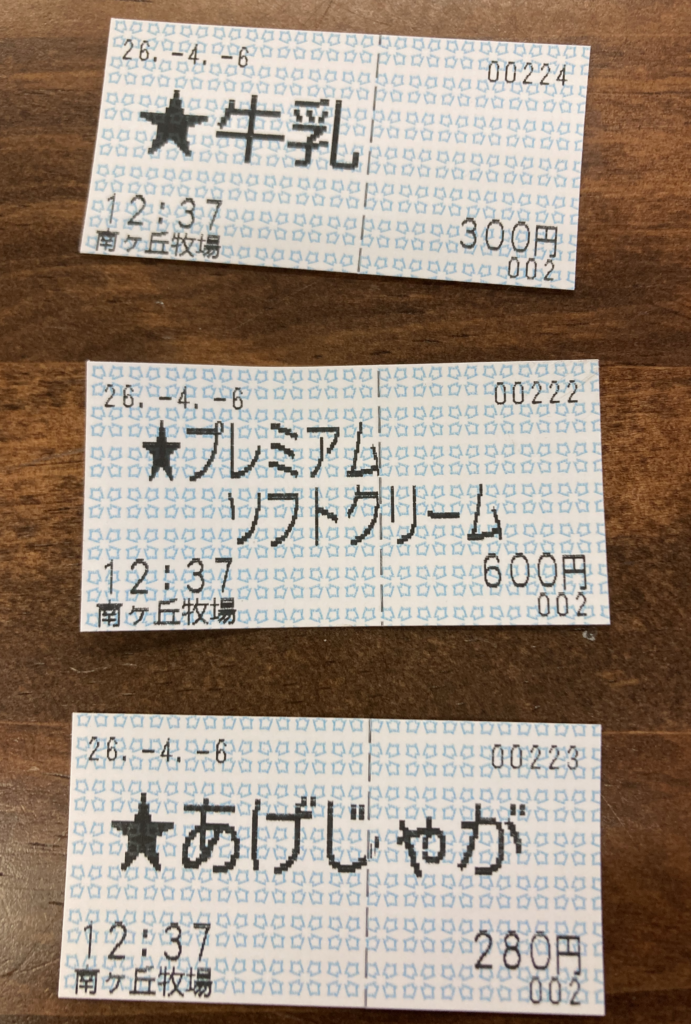 26.-4.-6
00224
★牛乳
12:37
300円
南ヶ丘牧場
002
26.-4.-6
00222
★プレミアム
ソフトクリーム
12:37
600円
南ヶ丘牧場
002
26.-4.-6
00223
★あげじゃが
12:37
280円
南ヶ丘牧場
002